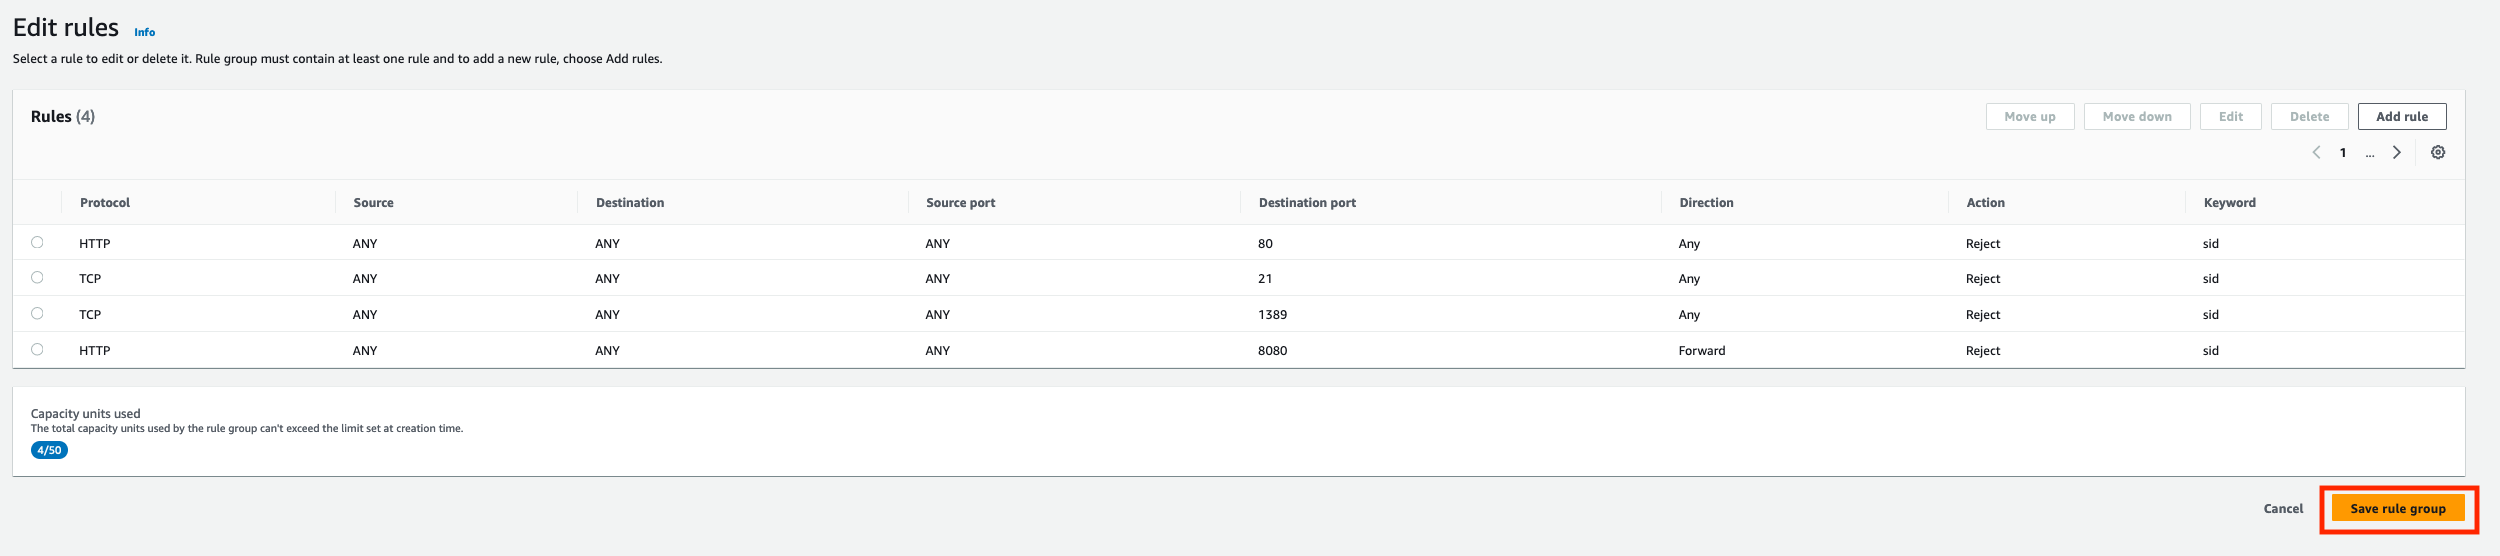 Edit rules Info
Select a rule to edit or delete it. Rule group must contain at least one rule and to add a new rule, choose Add rules.
Rules (4) Move up Move down Edit Delete Add rule
1 ...
Protocol Source Destination Source port Destination port Direction Action Keyword
HTTP ANY ANY ANY 80 Any Reject sid
TCP ANY ANY ANY 21 Any Reject sid
TCP ANY ANY ANY 1389 Any Reject sid
HTTP ANY ANY ANY 8080 Forward Reject sid
Capacity units used
The total capacity units used by the rule group can't exceed the limit set at creation time.
4/50
Cancel Save rule group